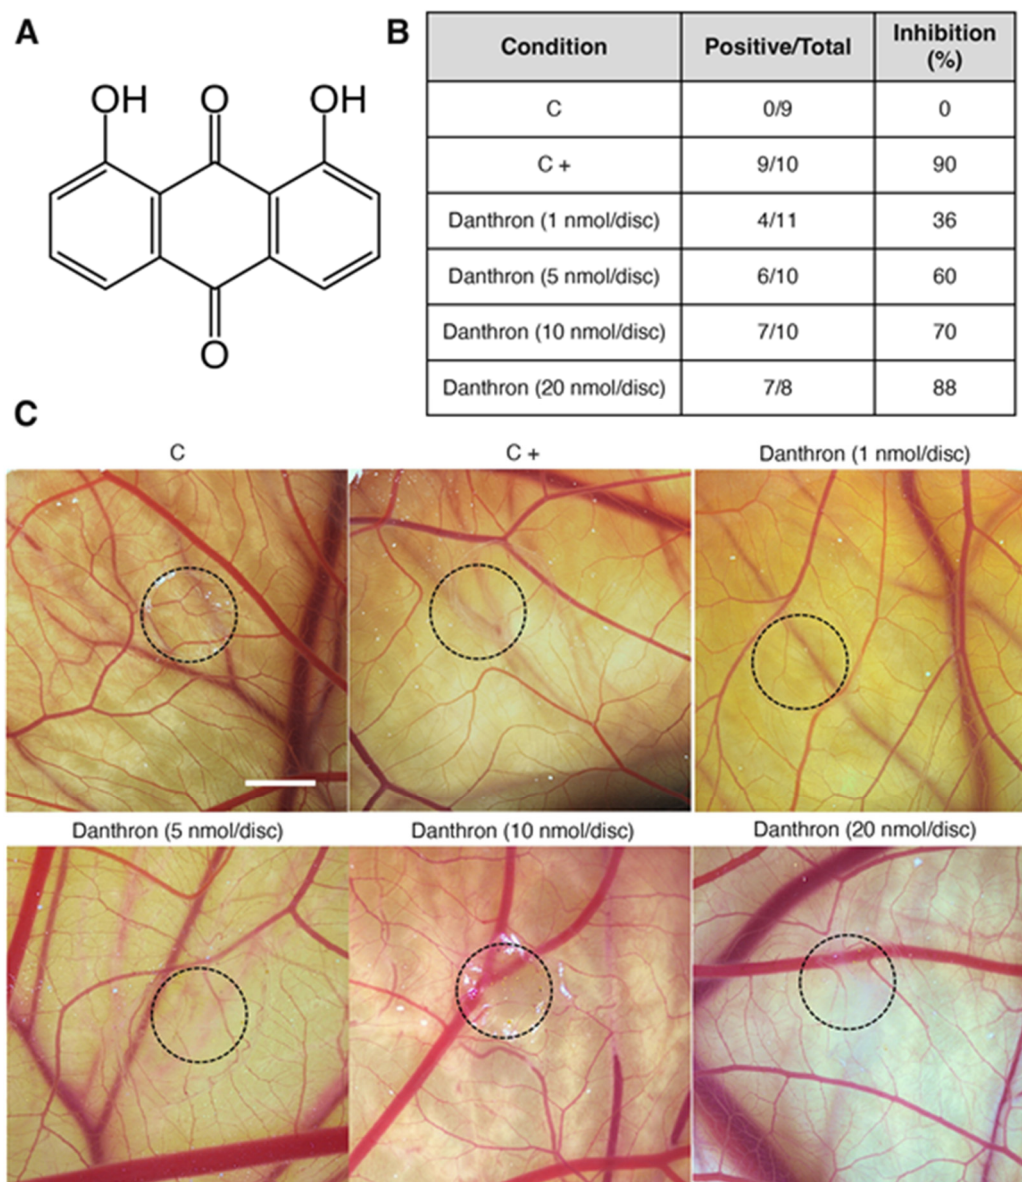 A
OH O OH
O
B
Condition Positive/Total Inhibition (%)
C 0/9 0
C + 9/10 90
Danthron (1 nmol/disc) 4/11 36
Danthron (5 nmol/disc) 6/10 60
Danthron (10 nmol/disc) 7/10 70
Danthron (20 nmol/disc) 7/8 88
C
C C + Danthron (1 nmol/disc)
Danthron (5 nmol/disc) Danthron (10 nmol/disc) Danthron (20 nmol/disc)